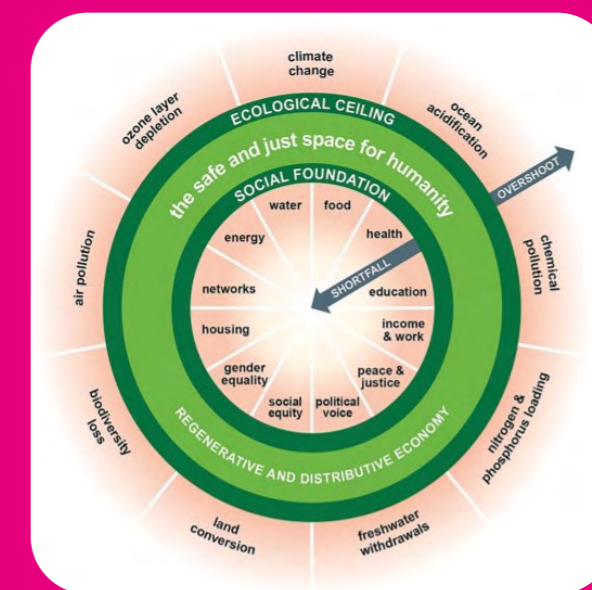 climate
change
ocean
acidification
chemical
pollution
nitrogen &
phosphorus loading
freshwater
withdrawals
land
conversion
biodiversity
loss
air pollution
ozone layer
depletion
ECOLOGICAL CEILING
the safe and just space for humanity
SOCIAL FOUNDATION
OVERSHOOT
SHORTFALL
water
food
health
education
income
& work
peace &
justice
political
voice
social
equity
gender
equality
housing
networks
energy
REGENERATIVE AND DISTRIBUTIVE ECONOMY